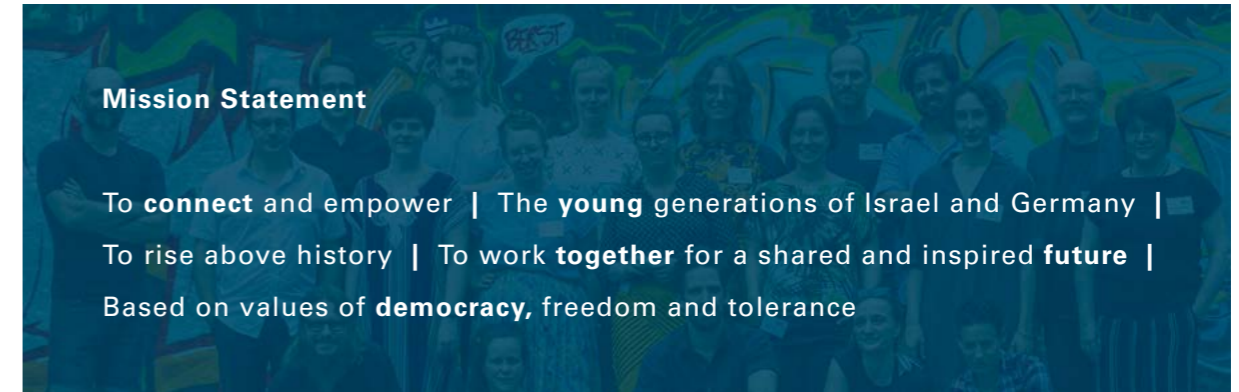 Mission Statement
To connect and empower | The young generations of Israel and Germany |
To rise above history | To work together for a shared and inspired future |
Based on values of democracy, freedom and tolerance